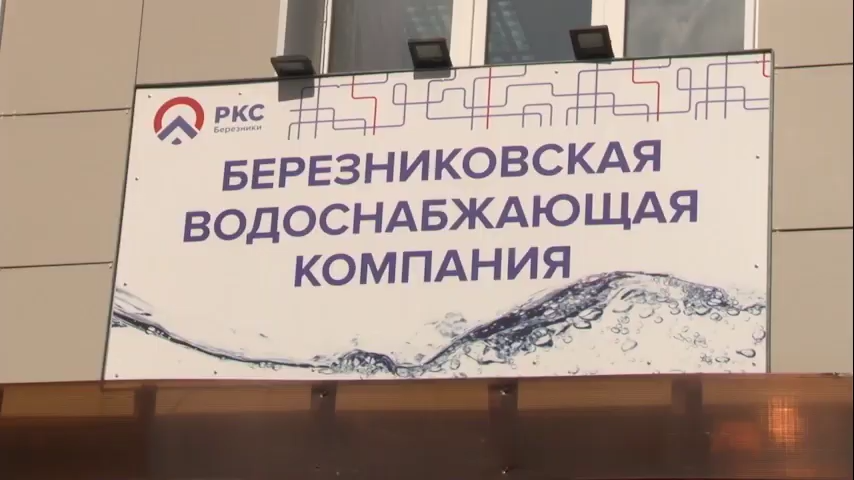 РКС
Березники
БЕРЕЗНИКОВСКАЯ
ВОДОСНАБЖАЮЩАЯ
КОМПАНИЯ